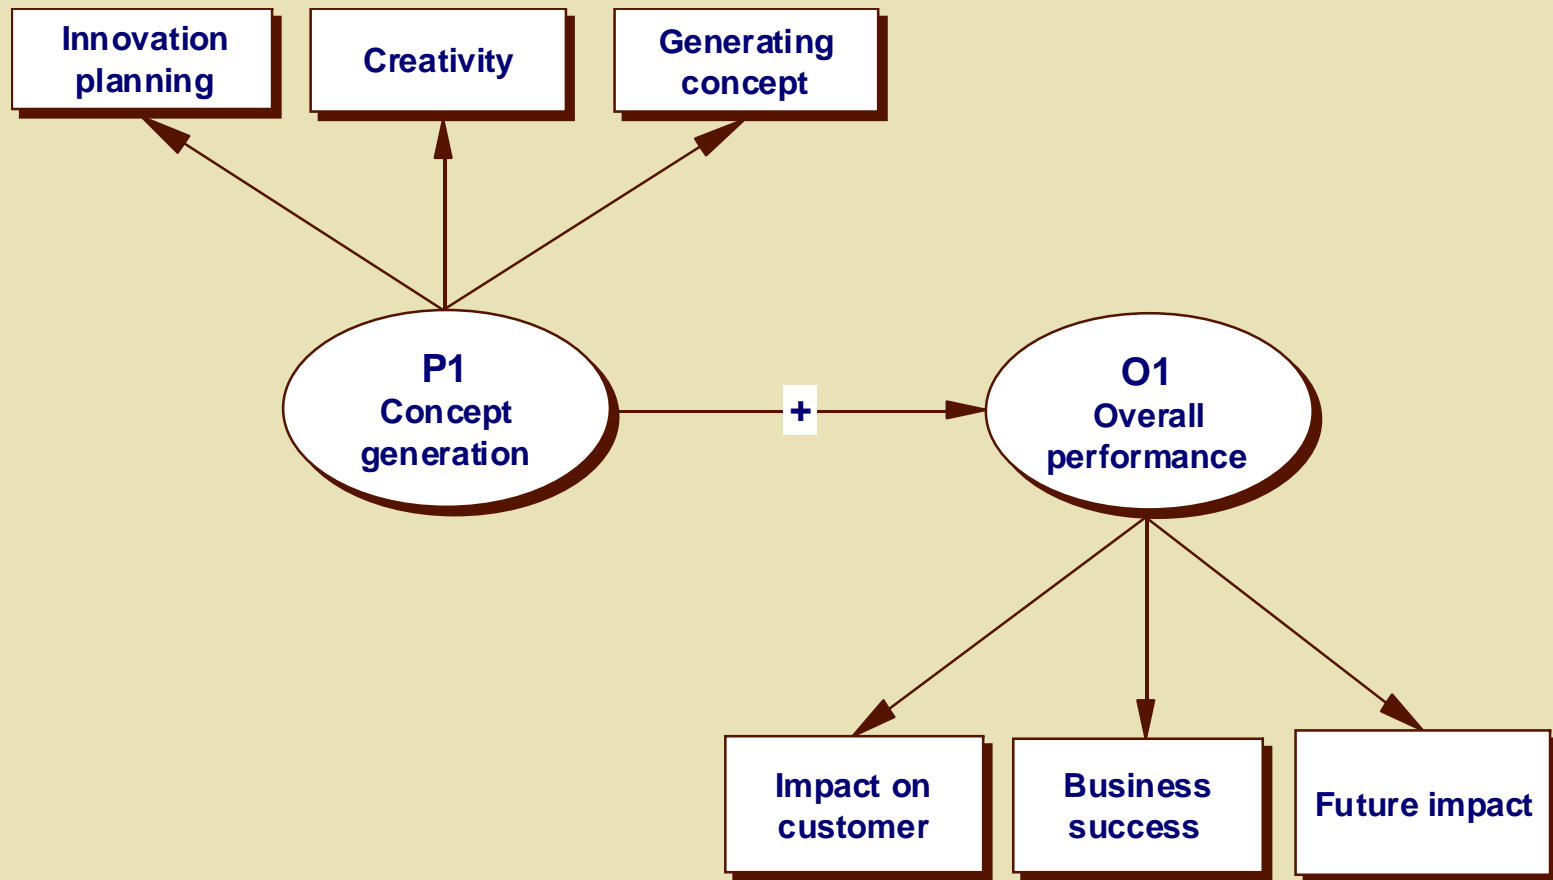 Innovation
planning
Creativity
Generating
concept
P1
Concept
generation
+
O1
Overall
performance
Impact on
customer
Business
success
Future impact